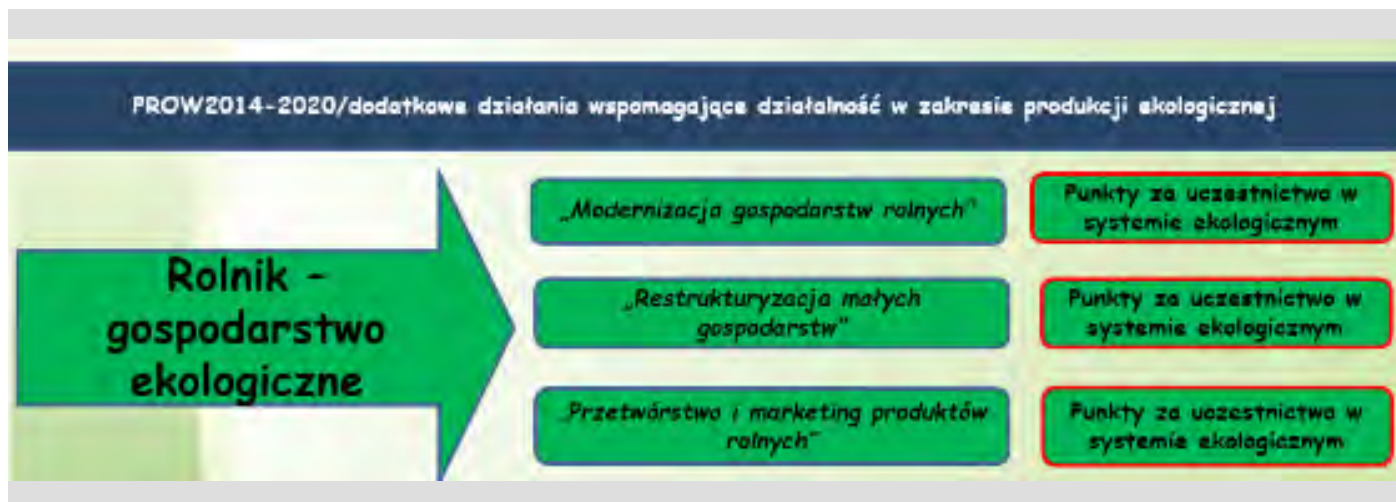 PROW2014-2020/dodatkowe działania wspomagające działalność w zakresie produkcji ekologicznej
Rolnik -
gospodarstwo
ekologiczne
„Modernizacja gospodarstw rolnych"
Punkty za uczestnictwo w
systemie ekologicznym
„Restrukturyzacja małych
gospodarstw"
Punkty za uczestnictwo w
systemie ekologicznym
„Przetwórstwo i marketing produktów
rolnych"
Punkty za uczestnictwo w
systemie ekologicznym